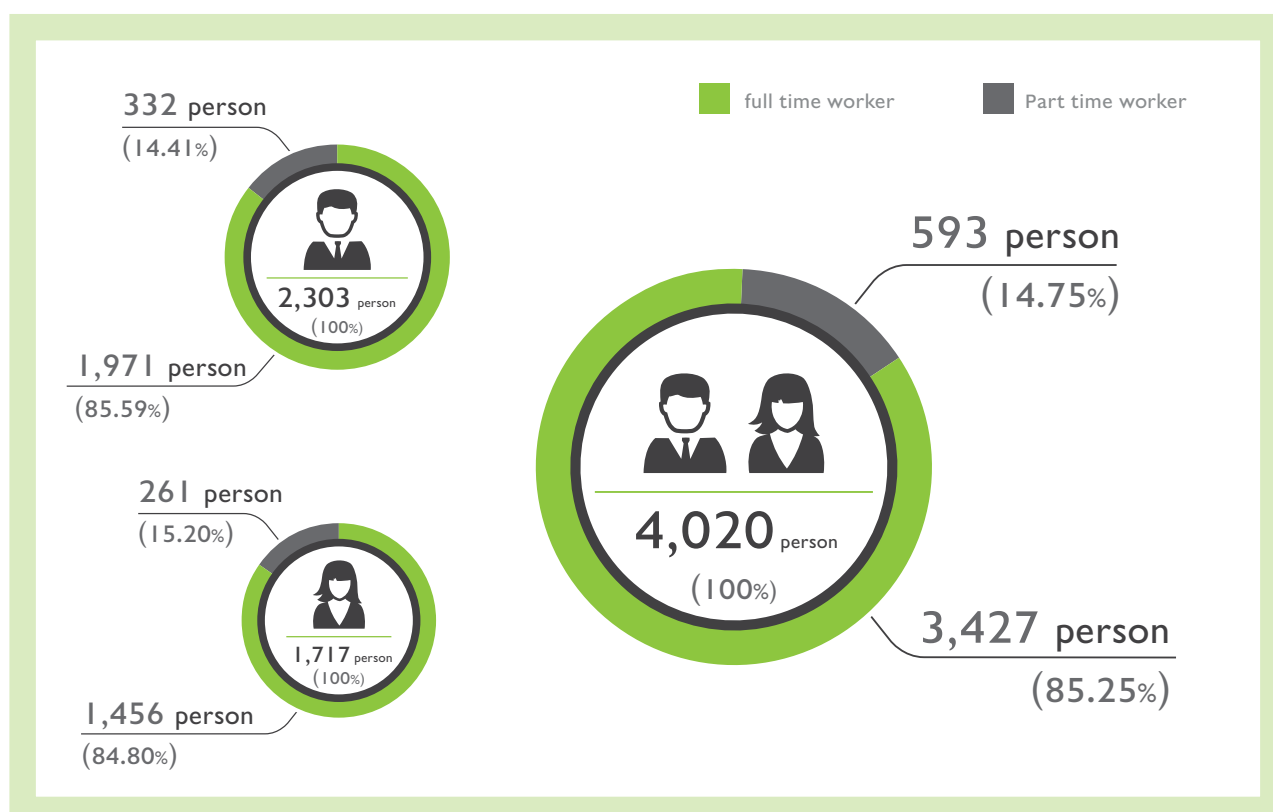 full time worker
Part time worker
332 person
(14.41%)
2,303 person
(100%)
1,971 person
(85.59%)
261 person
(15.20%)
1,717 person
(100%)
1,456 person
(84.80%)
593 person
(14.75%)
4,020 person
(100%)
3,427 person
(85.25%)